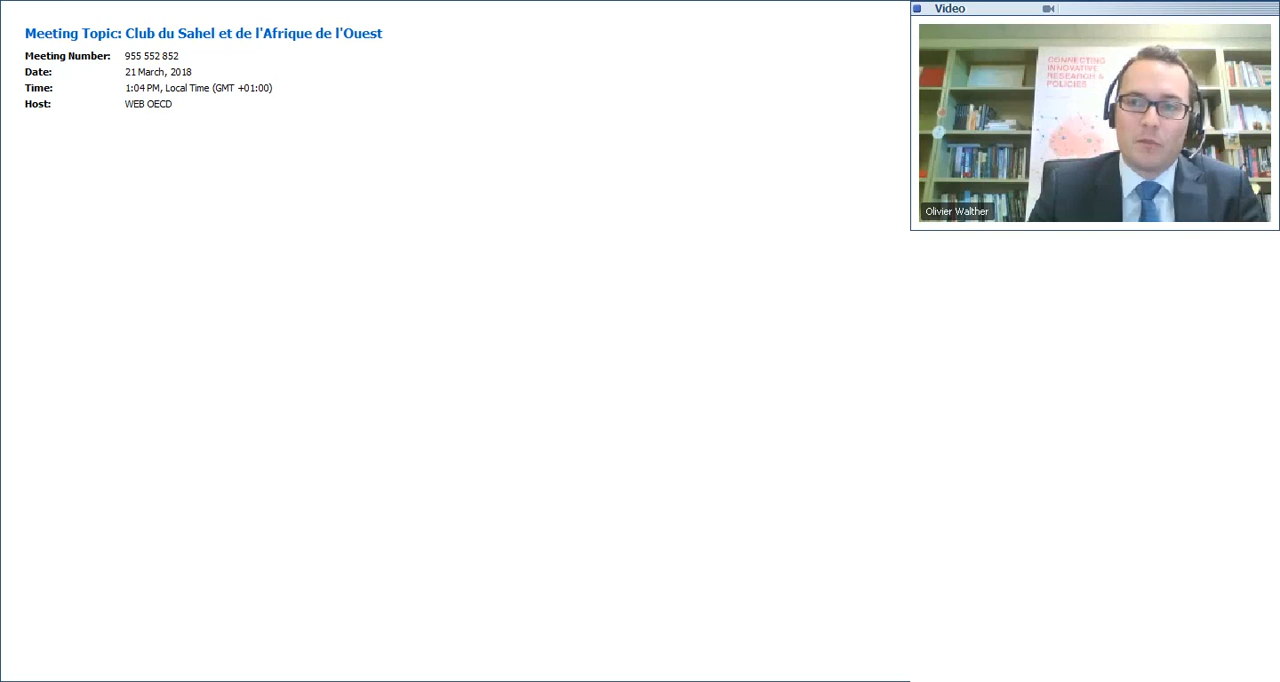 Meeting Topic: Club du Sahel et de l'Afrique de l'Ouest
Meeting Number: 955 552 852
Date: 21 March, 2018
Time: 1:04 PM, Local Time (GMT +01:00)
Host: WEB OECD
Video
CONNECTING
INNOVATIVE
RESEARCH &
POLICIES
Olivier Walther